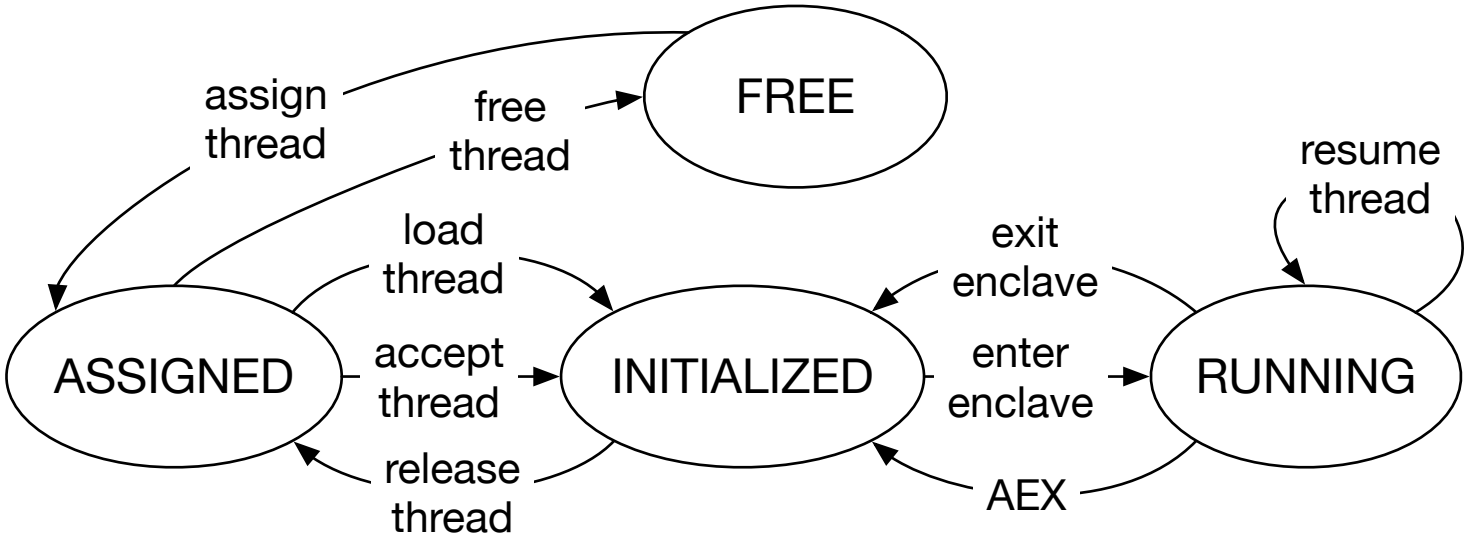 FREE
assign
thread
free
thread
resume
thread
load
thread
exit
enclave
ASSIGNED
accept
thread
INITIALIZED
enter
enclave
RUNNING
release
thread
AEX